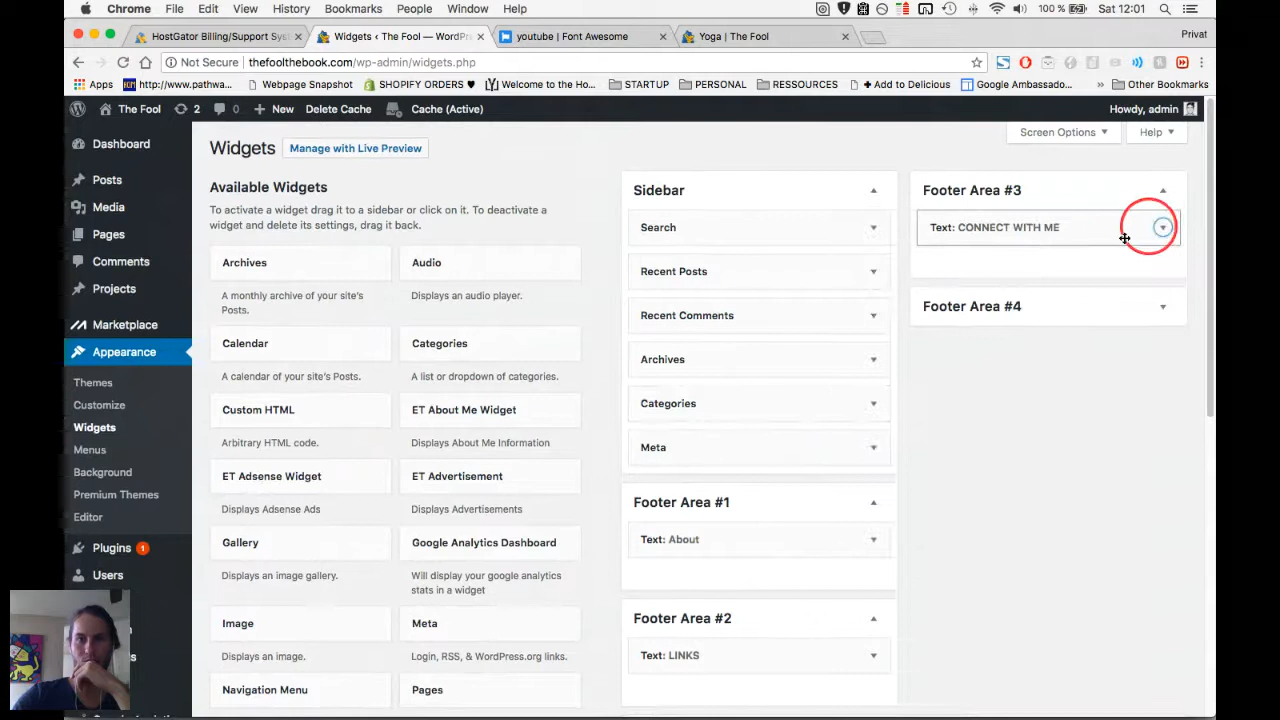 Chrome File Edit View History Bookmarks People Window Help 100 % Sat 12:01
HostGator Billing/Support Syste
Widgets ‹ The Fool — WordPre
youtube | Font Awesome
Yoga | The Fool
Privat
Not Secure thefoolthebook.com/wp-admin/widgets.php
Apps http://www.pathwa... Webpage Snapshot SHOPIFY ORDERS ♥ Welcome to the Ho... STARTUP PERSONAL RESSOURCES + Add to Delicious Google Ambassado... » Other Bookmarks
The Fool 2 0 + New Delete Cache Cache (Active) Howdy, admin
Screen Options Help
Dashboard
Posts
Media
Pages
Comments
Projects
Marketplace
Appearance
Themes
Customize
Widgets
Menus
Background
Premium Themes
Editor
Plugins 1
Users
Widgets Manage with Live Preview
Available Widgets
To activate a widget drag it to a sidebar or click on it. To deactivate a
widget and delete its settings, drag it back.
Archives
A monthly archive of your site's
Posts.
Audio
Displays an audio player.
Calendar
A calendar of your site's Posts.
Categories
A list or dropdown of categories.
Custom HTML
Arbitrary HTML code.
ET About Me Widget
Displays About Me Information
ET Adsense Widget
Displays Adsense Ads
ET Advertisement
Displays Advertisements
Gallery
Displays an image gallery.
Google Analytics Dashboard
Will display your google analytics
stats in a widget
Image
Displays an image.
Meta
Login, RSS, & WordPress.org links.
Navigation Menu
Pages
Sidebar
Search
Recent Posts
Recent Comments
Archives
Categories
Meta
Footer Area #1
Text: About
Footer Area #2
Text: LINKS
Footer Area #3
Text: CONNECT WITH ME
Footer Area #4